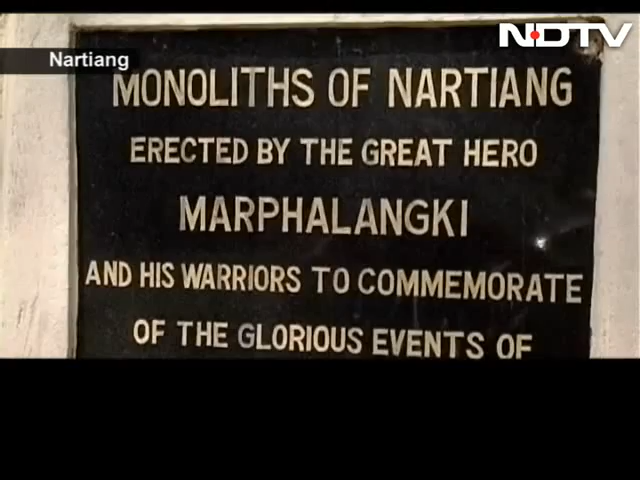 NDTV
Nartiang
MONOLITHS OF NARTIANG
ERECTED BY THE GREAT HERO
MARPHALANGKI
AND HIS WARRIORS TO COMMEMORATE
OF THE GLORIOUS EVENTS OF